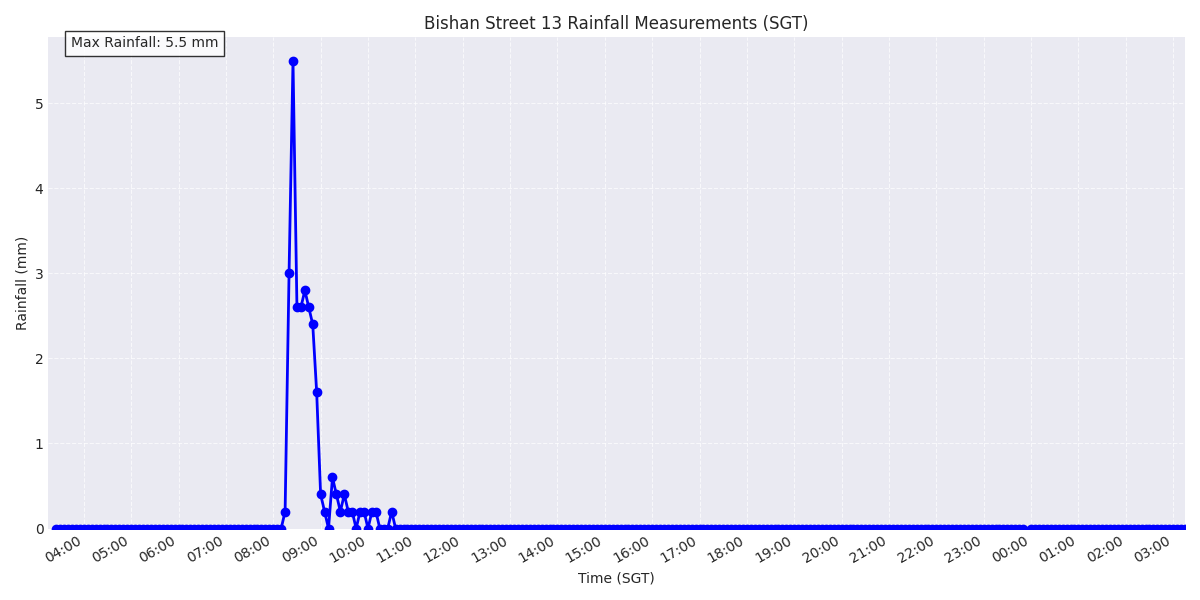 Bishan Street 13 Rainfall Measurements (SGT)
Max Rainfall: 5.5 mm
Rainfall (mm)
5
4
3
2
1
0
04:00 05:00 06:00 07:00 08:00 09:00 10:00 11:00 12:00 13:00 14:00 15:00 16:00 17:00 18:00 19:00 20:00 21:00 22:00 23:00 00:00 01:00 02:00 03:00
Time (SGT)